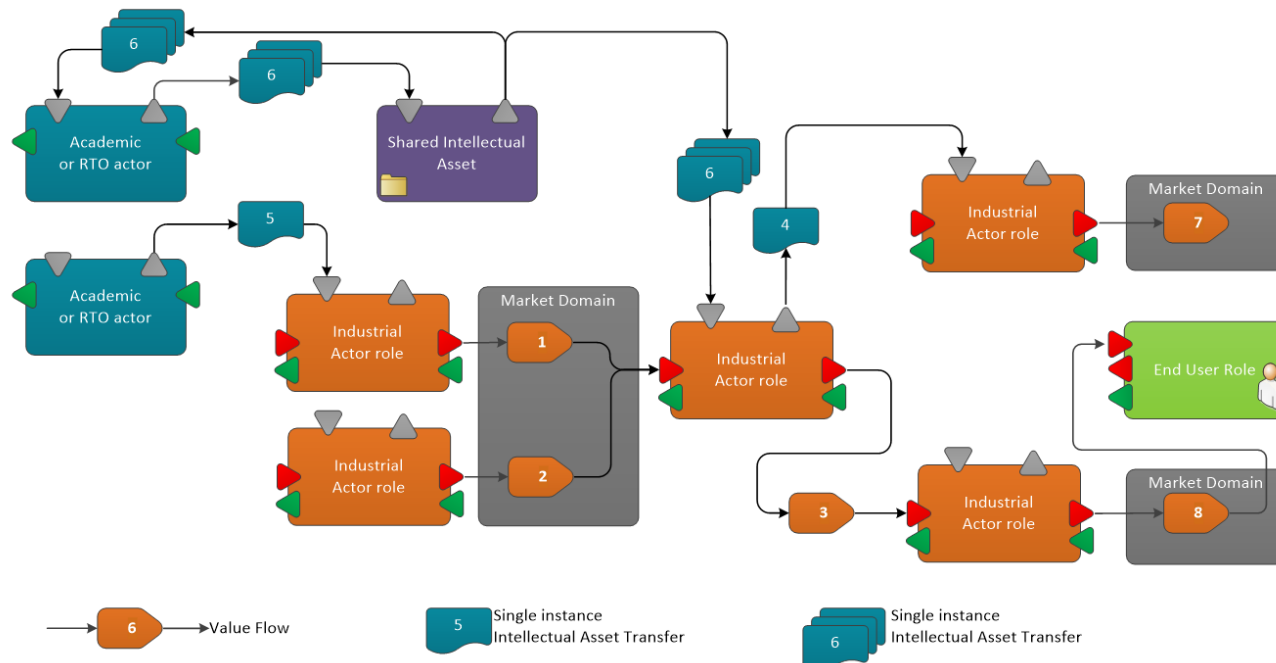 6
6
Academic
or RTO actor
Shared Intellectual
Asset
6
4
Industrial
Actor role
Market Domain
7
5
Academic
or RTO actor
Industrial
Actor role
Market Domain
1
Industrial
Actor role
End User Role
Industrial
Actor role
2
3
Industrial
Actor role
Market Domain
8
6
Value Flow
5
Single instance
Intellectual Asset Transfer
6
Single instance
Intellectual Asset Transfer